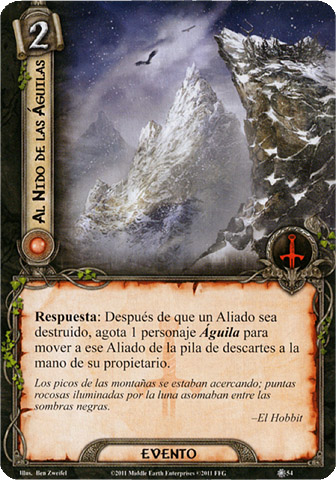 2
AL NIDO DE LAS ÁGUILAS
Respuesta: Después de que un Aliado sea
destruido, agota 1 personaje Águila para
mover a ese Aliado de la pila de descartes a la
mano de su propietario.
Los picos de las montañas se estaban acercando; puntas
rocosas iluminadas por la luna asomaban entre las
sombras negras.
–El Hobbit
EVENTO
Illus. Ben Zweifel
©2011 Middle Earth Enterprises ©2011 FFG
54